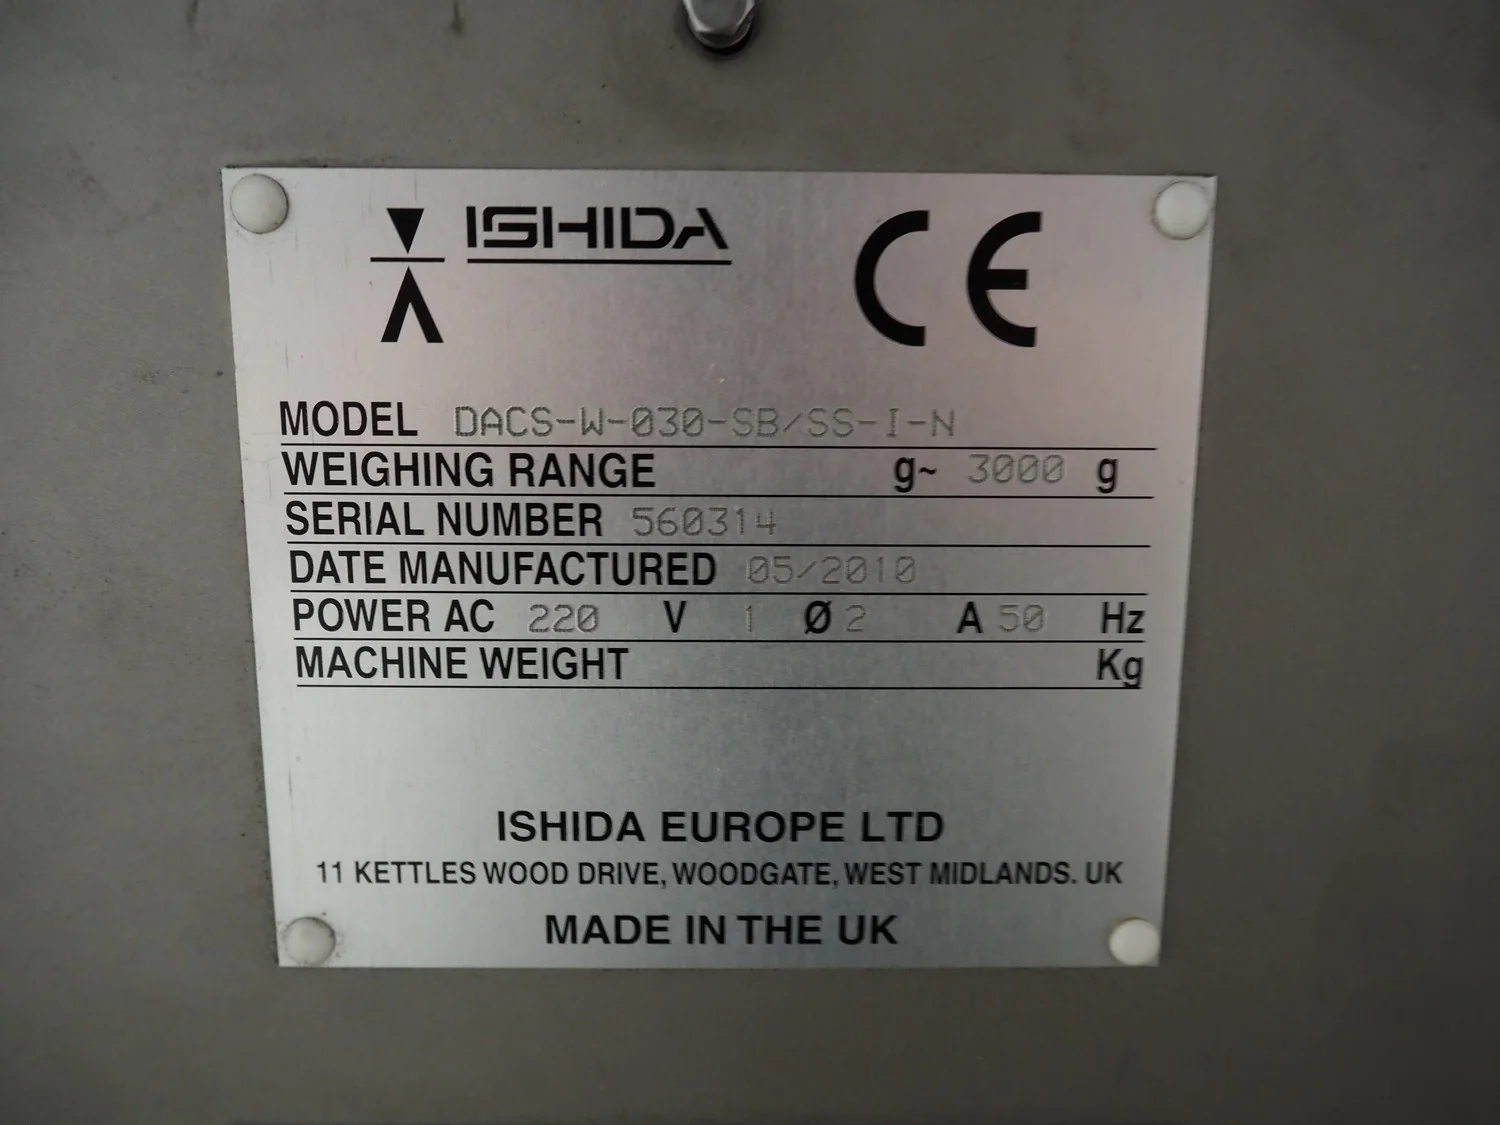 ISHIDA
CE
MODEL DACS-W-030-SB/SS-I-N
WEIGHING RANGE g~ 3000 g
SERIAL NUMBER 560314
DATE MANUFACTURED 05/2010
POWER AC 220 V 1 Ø 2 A 50 Hz
MACHINE WEIGHT Kg
ISHIDA EUROPE LTD
11 KETTLES WOOD DRIVE, WOODGATE, WEST MIDLANDS. UK
MADE IN THE UK